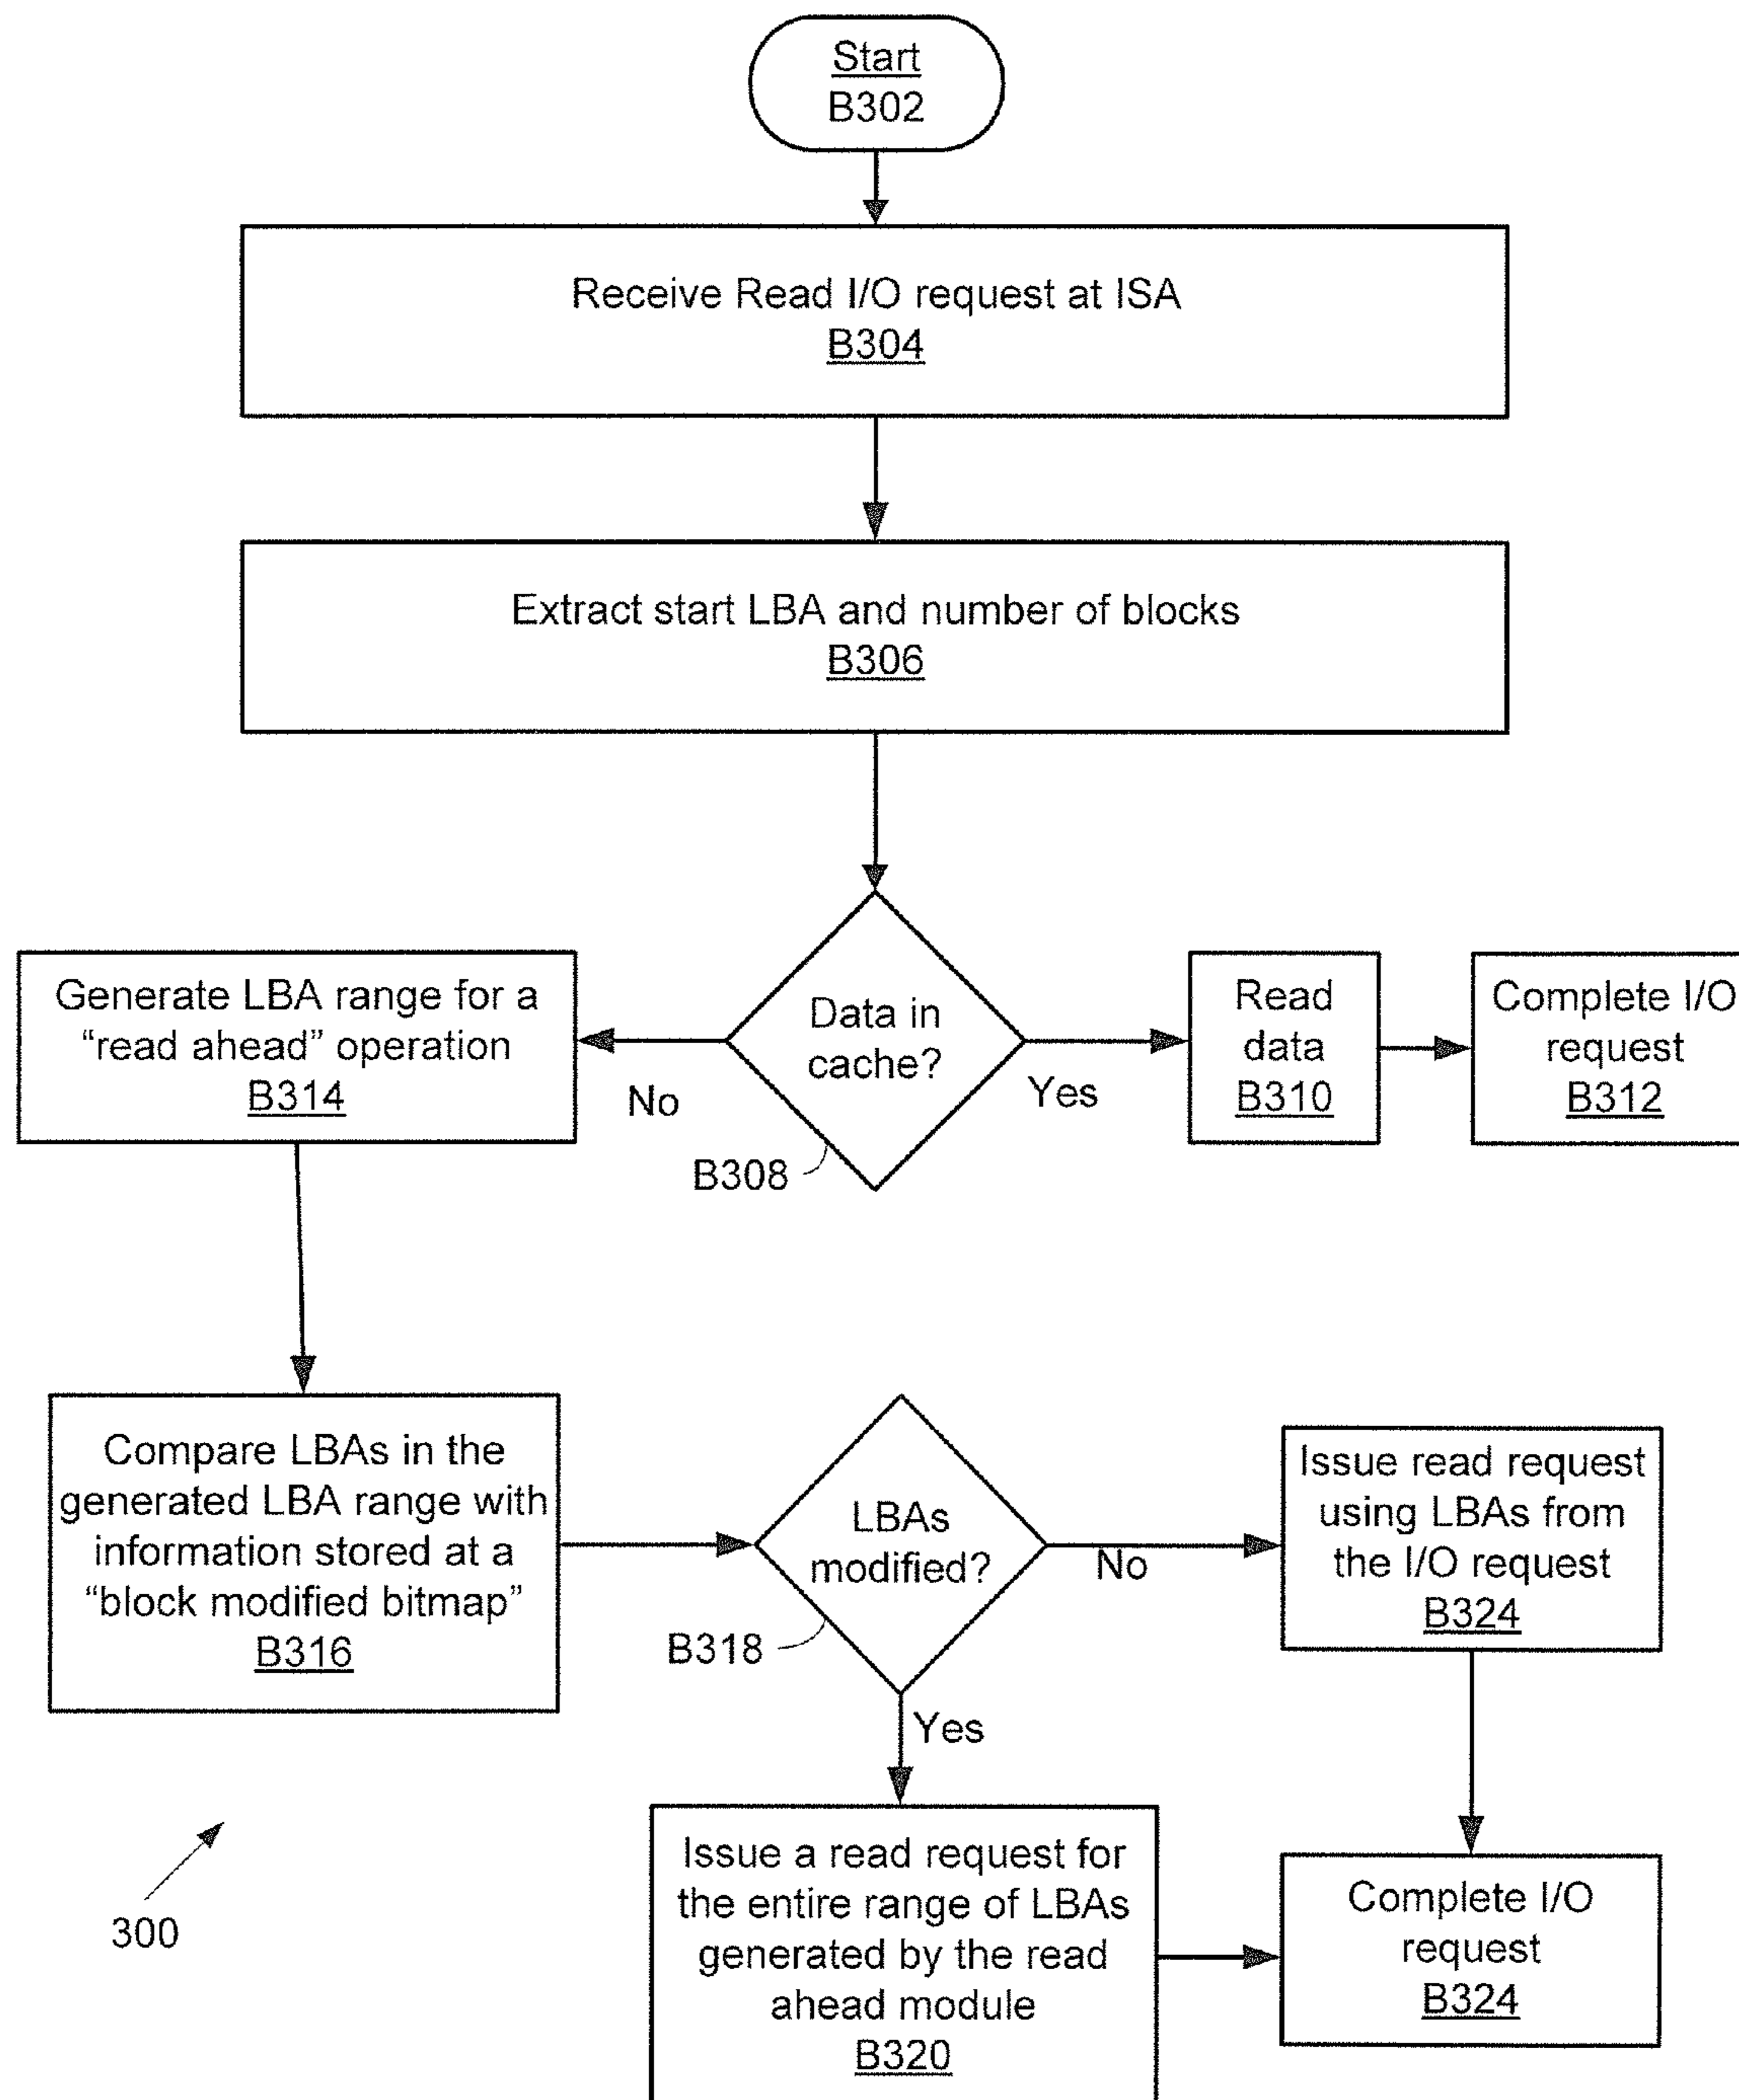 Start
B302
Receive Read I/O request at ISA
B304
Extract start LBA and number of blocks
B306
Generate LBA range for a
“read ahead” operation
B314
No
Data in
cache?
B308
Yes
Read
data
B310
Complete I/O
request
B312
Compare LBAs in the
generated LBA range with
information stored at a
“block modified bitmap”
B316
LBAs
modified?
B318
No
Yes
Issue read request
using LBAs from
the I/O request
B324
Issue a read request for
the entire range of LBAs
generated by the read
ahead module
B320
Complete I/O
request
B324
300